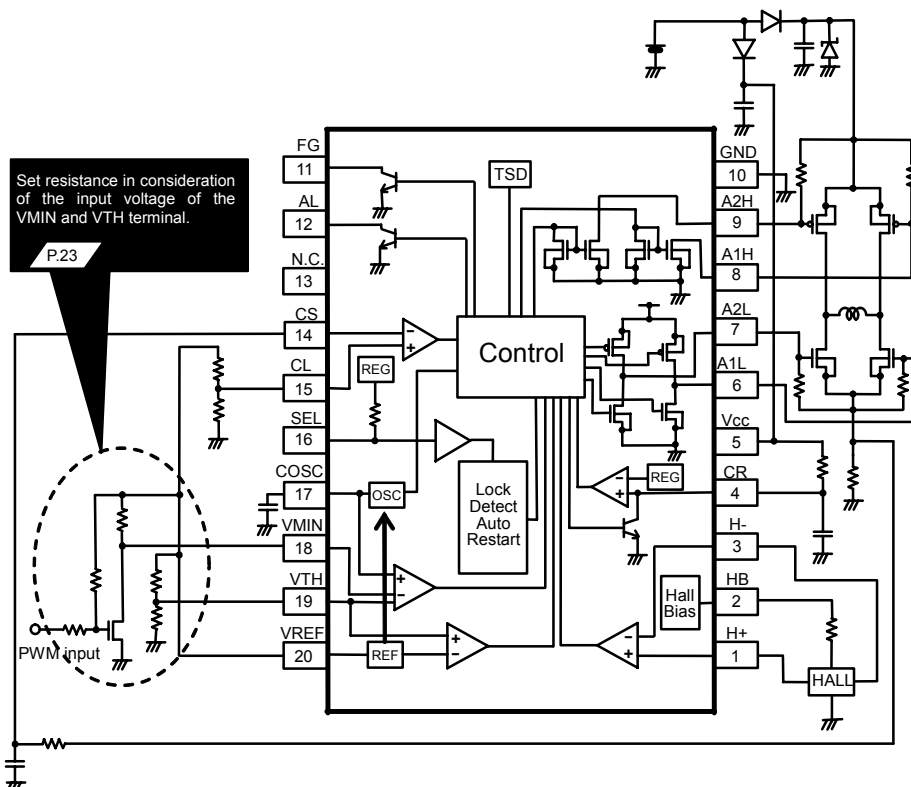 Set resistance in consideration
of the input voltage of the
VMIN and VTH terminal.
P.23
FG
11
AL
12
N.C.
13
CS
14
CL
15
SEL
16
COSC
17
VMIN
18
VTH
19
VREF
20
PWM input
TSD
Control
REG
OSC
Lock
Detect
Auto
Restart
REG
Hall
Bias
REF
GND
10
A2H
9
A1H
8
A2L
7
A1L
6
Vcc
5
CR
4
H-
3
HB
2
H+
1
HALL